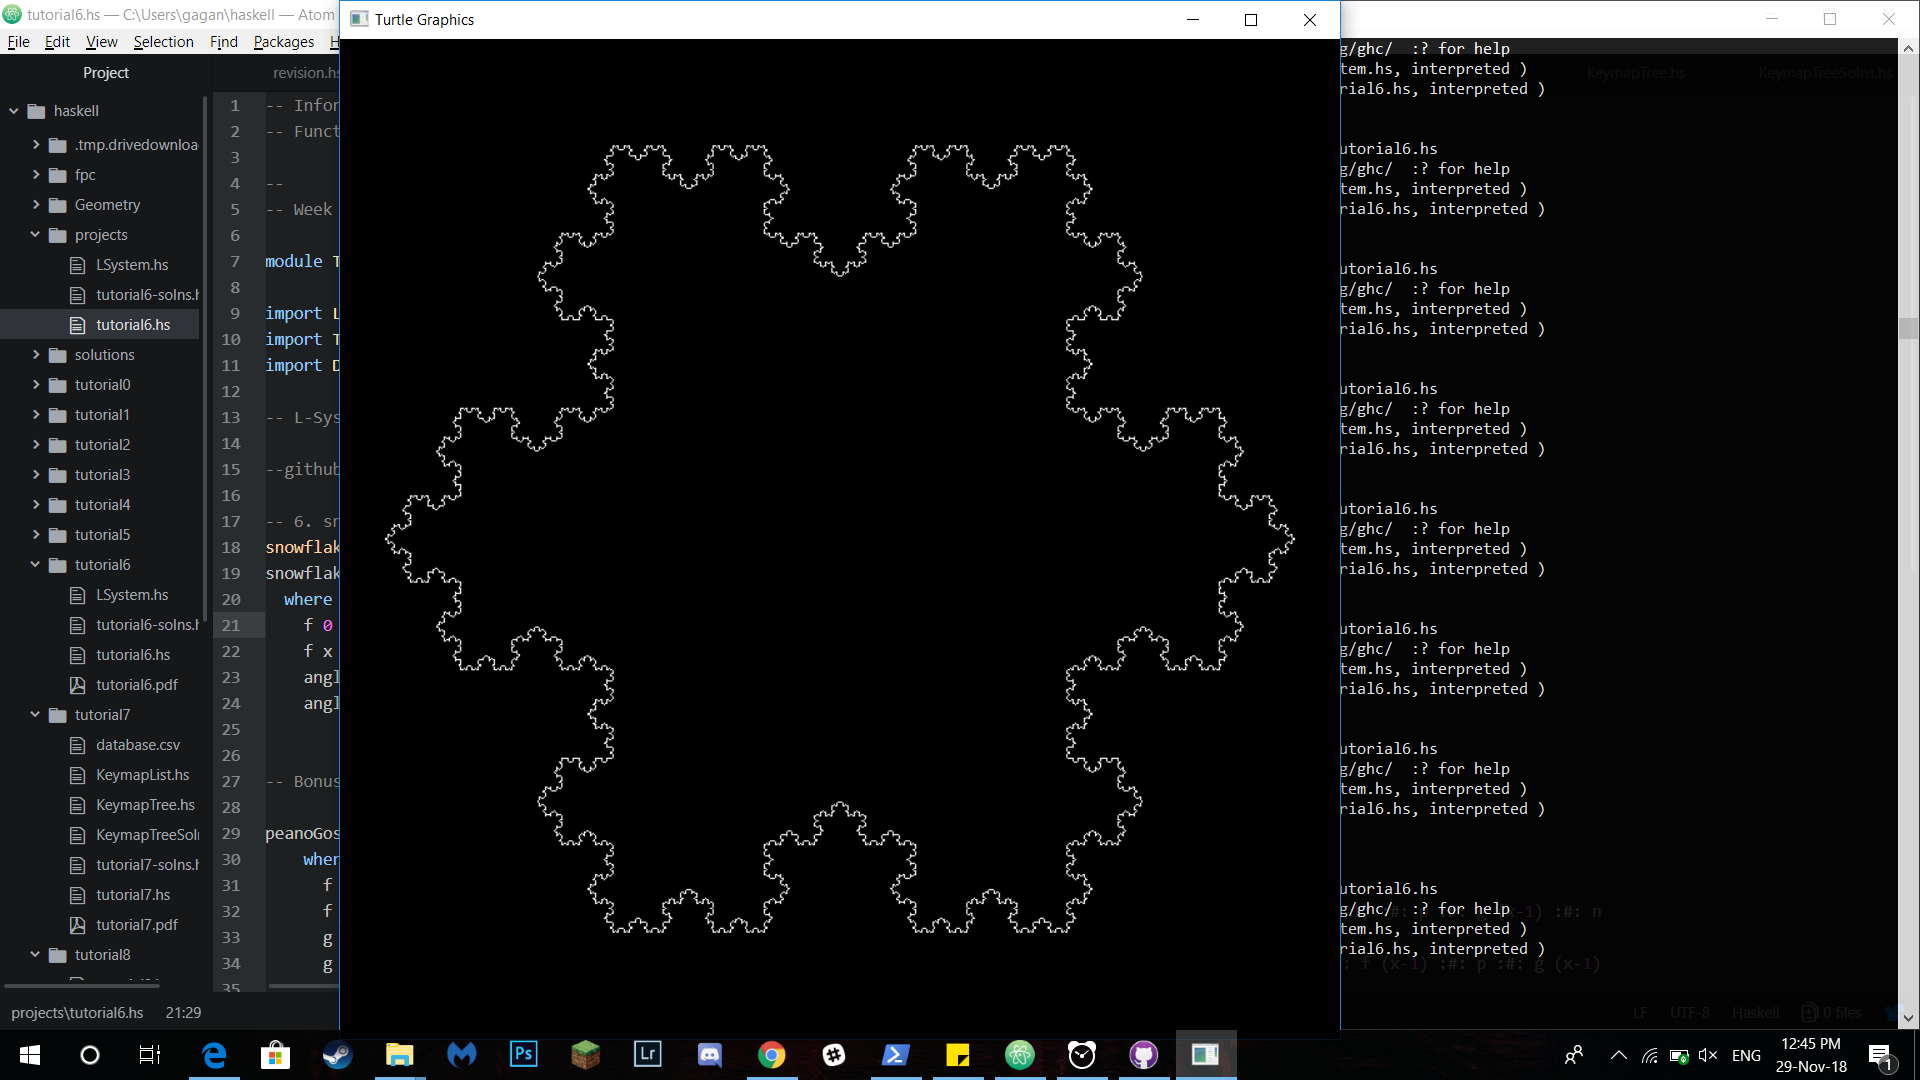 tutorial6.hs — C:\Users\gagan\haskell — Atom
File Edit View Selection Find Packages
Project
haskell
.tmp.drivedownloa
fpc
Geometry
projects
LSystem.hs
tutorial6-solns.h
tutorial6.hs
solutions
tutorial0
tutorial1
tutorial2
tutorial3
tutorial4
tutorial5
tutorial6
LSystem.hs
tutorial6-solns.h
tutorial6.hs
tutorial6.pdf
tutorial7
database.csv
KeymapList.hs
KeymapTree.hs
KeymapTreeSoln
tutorial7-solns.h
tutorial7.hs
tutorial7.pdf
tutorial8
projects\tutorial6.hs 21:29
revision.hs
1 -- Infor
2 -- Funct
3
4 --
5 -- Week
6
7 module T
8
9 import L
10 import T
11 import D
12
13 -- L-Sys
14
15 --github
16
17 -- 6. sn
18 snowflak
19 snowflak
20 where
21 f 0
22 f x
23 angl
24 angl
25
26
27 -- Bonus
28
29 peanoGos
30 wher
31 f
32 f
33 g
34 g
35
Turtle Graphics
KeymapTree.hs KeymapTreeSolns.hs
g/ghc/ :? for help
tem.hs, interpreted )
rial6.hs, interpreted )
utorial6.hs
g/ghc/ :? for help
tem.hs, interpreted )
rial6.hs, interpreted )
utorial6.hs
g/ghc/ :? for help
tem.hs, interpreted )
rial6.hs, interpreted )
utorial6.hs
g/ghc/ :? for help
tem.hs, interpreted )
rial6.hs, interpreted )
utorial6.hs
g/ghc/ :? for help
tem.hs, interpreted )
rial6.hs, interpreted )
utorial6.hs
g/ghc/ :? for help
tem.hs, interpreted )
rial6.hs, interpreted )
utorial6.hs
g/ghc/ :? for help
tem.hs, interpreted )
rial6.hs, interpreted )
utorial6.hs
g/ghc/ :? for help
tem.hs, interpreted )
rial6.hs, interpreted )
(x-1) :#: n
: f (x-1) :#: p :#: g (x-1)
LF UTF-8 Haskell 0 files
Ps
Lr
ENG
12:45 PM
29-Nov-18
1